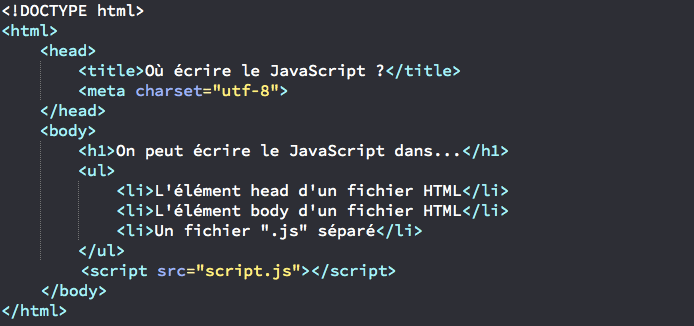 <!DOCTYPE html>
<html>
    <head>
        <title>Où écrire le JavaScript ?</title>
        <meta charset="utf-8">
    </head>
    <body>
        <h1>On peut écrire le JavaScript dans...</h1>
        <ul>
            <li>L'élément head d'un fichier HTML</li>
            <li>L'élément body d'un fichier HTML</li>
            <li>Un fichier ".js" séparé</li>
        </ul>
        <script src="script.js"></script>
    </body>
</html>